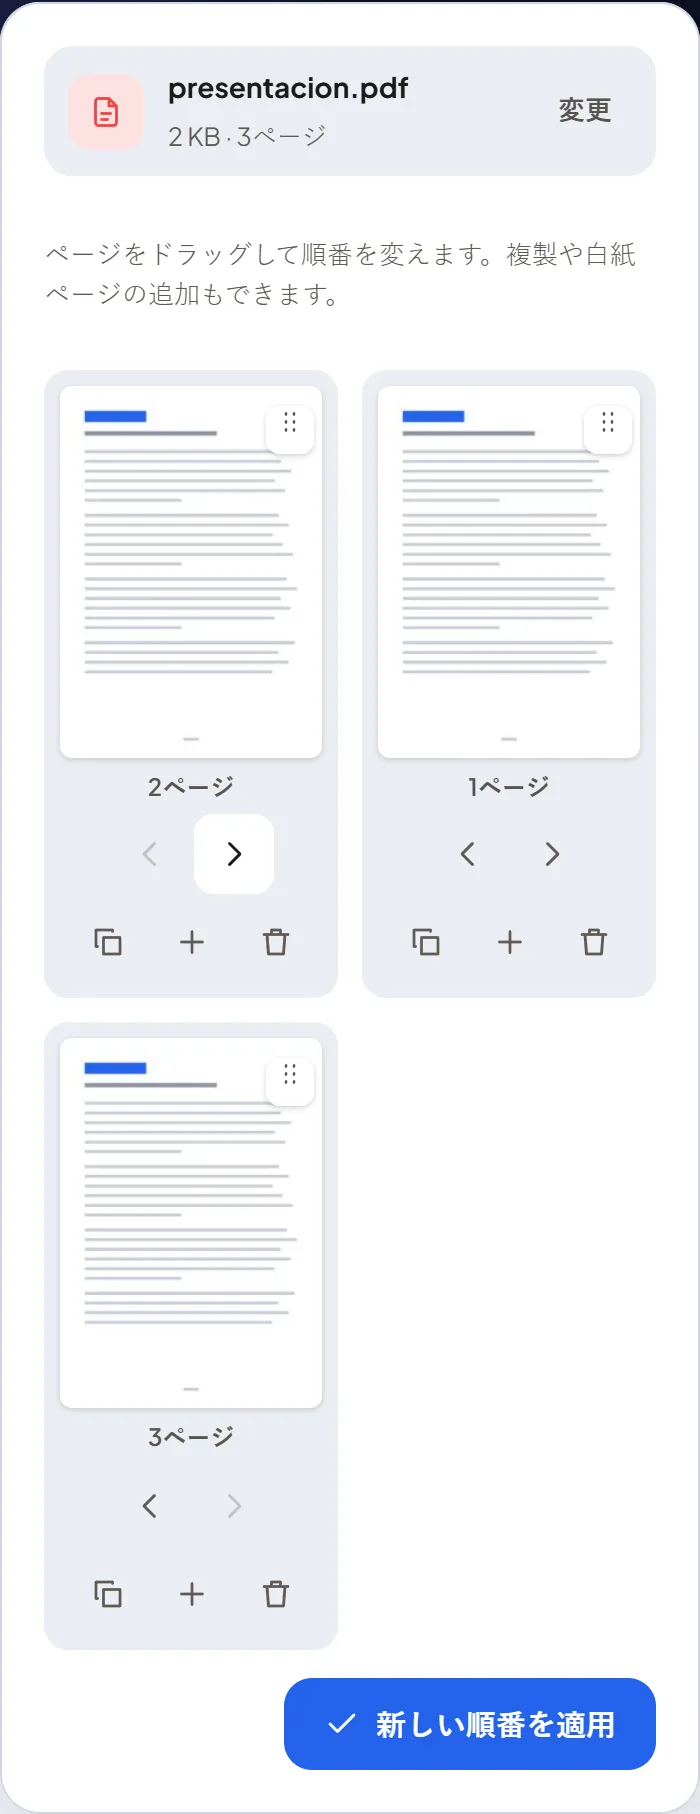 presentacion.pdf
2 KB · 3ページ
変更
ページをドラッグして順番を変えます。複製や白紙
ページの追加もできます。
2ページ
1ページ
3ページ
新しい順番を適用